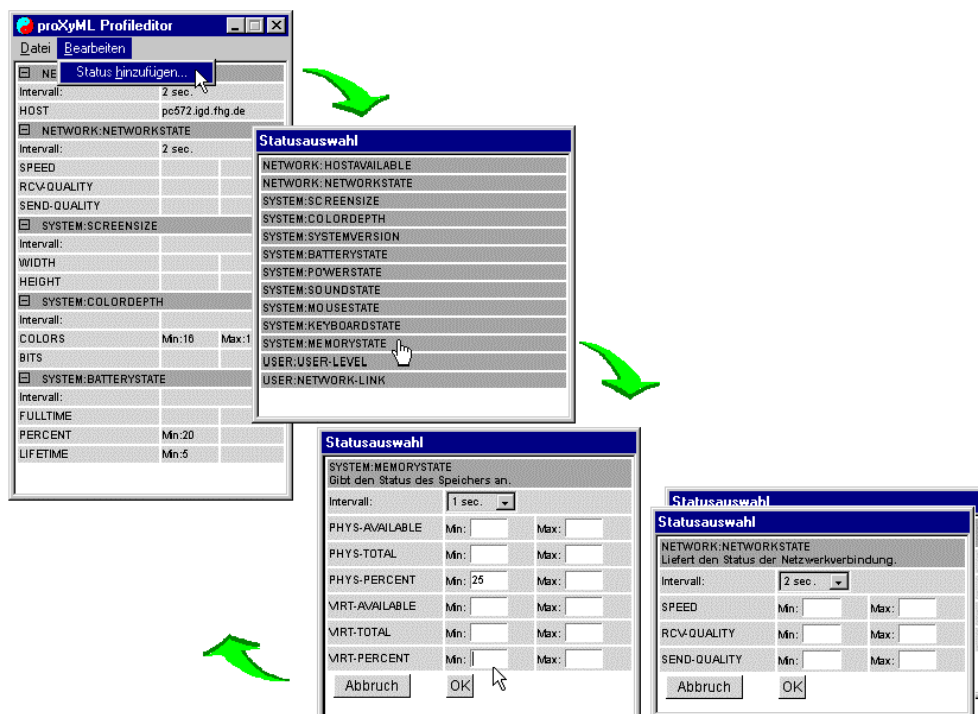 proXyML Profileditor
Datei Bearbeiten
Status hinzufügen...
NE
Intervall: 2 sec.
HOST pc572.igd.fhg.de
NETWORK:NETWORKSTATE
Intervall: 2 sec.
SPEED
RCV-QUALITY
SEND-QUALITY
SYSTEM:SCREENSIZE
Intervall:
WIDTH
HEIGHT
SYSTEM:COLORDEPTH
Intervall:
COLORS Min:16 Max:1
BITS
SYSTEM:BATTERYSTATE
Intervall:
FULLTIME
PERCENT Min:20
LIFETIME Min:5
Statusauswahl
NETWORK:HOSTAVAILABLE
NETWORK:NETWORKSTATE
SYSTEM:SCREENSIZE
SYSTEM:COLORDEPTH
SYSTEM:SYSTEMVERSION
SYSTEM:BATTERYSTATE
SYSTEM:POWERSTATE
SYSTEM:SOUNDSTATE
SYSTEM:MOUSESTATE
SYSTEM:KEYBOARDSTATE
SYSTEM:MEMORYSTATE
USER:USER-LEVEL
USER:NETWORK-LINK
Statusauswahl
SYSTEM:MEMORYSTATE
Gibt den Status des Speichers an.
Intervall: 1 sec.
PHYS-AVAILABLE Min: Max:
PHYS-TOTAL Min: Max:
PHYS-PERCENT Min: 25 Max:
VIRT-AVAILABLE Min: Max:
VIRT-TOTAL Min: Max:
VIRT-PERCENT Min: Max:
Abbruch OK
Statusauswahl
Statusauswahl
NETWORK:NETWORKSTATE
Liefert den Status der Netzwerkverbindung.
Intervall: 2 sec.
SPEED Min: Max:
RCV-QUALITY Min: Max:
SEND-QUALITY Min: Max:
Abbruch OK